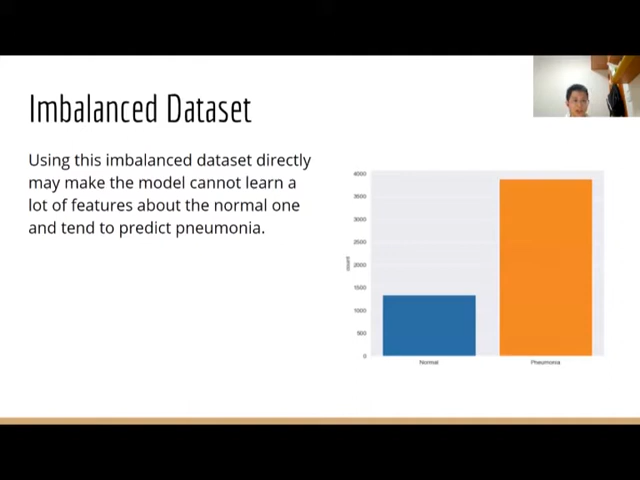 Imbalanced Dataset
Using this imbalanced dataset directly
may make the model cannot learn a
lot of features about the normal one
and tend to predict pneumonia.
4000
3500
3000
2500
2000
1500
1000
500
0
count
Normal
Pneumonia